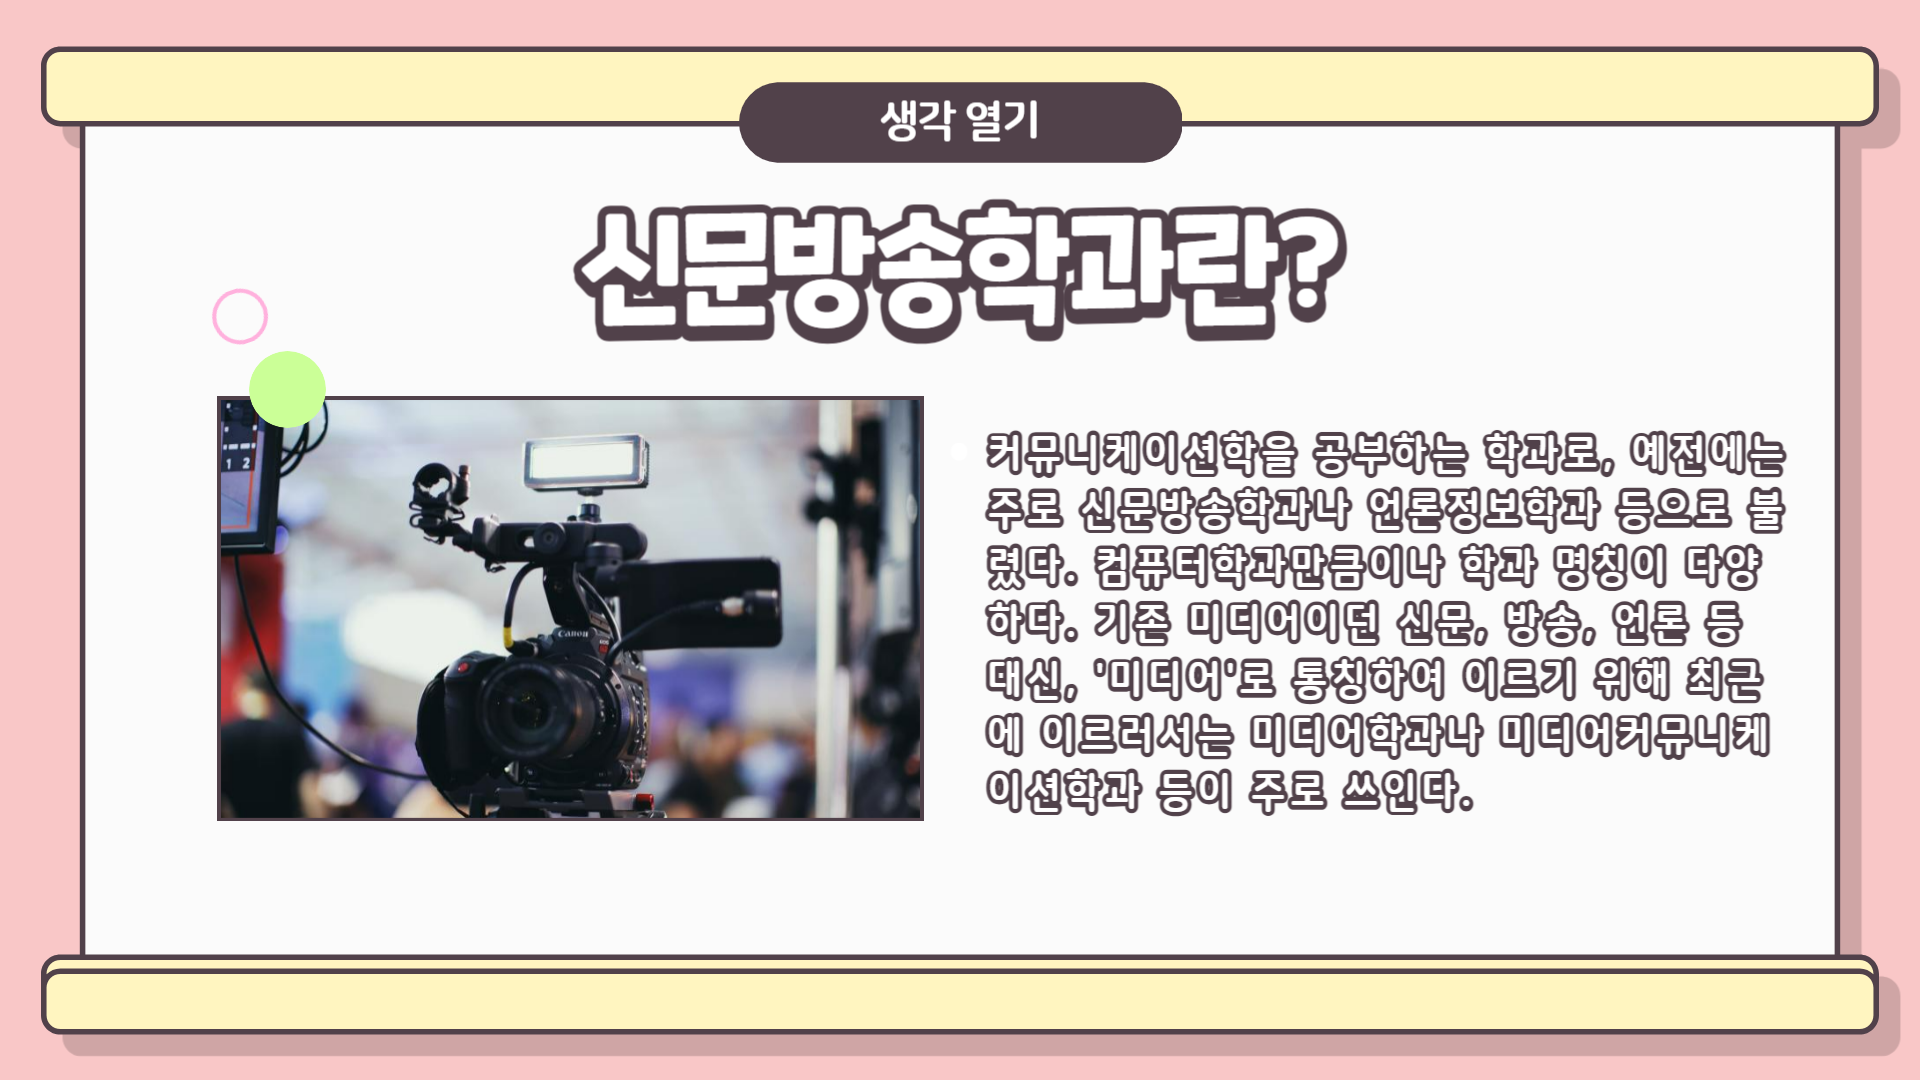 생각 열기
신문방송학과란?
1 2
Canon
커뮤니케이션학을 공부하는 학과로, 예전에는
주로 신문방송학과나 언론정보학과 등으로 불
렸다. 컴퓨터학과만큼이나 학과 명칭이 다양
하다. 기존 미디어이던 신문, 방송, 언론 등
대신, '미디어'로 통칭하여 이르기 위해 최근
에 이르러서는 미디어학과나 미디어커뮤니케
이션학과 등이 주로 쓰인다.